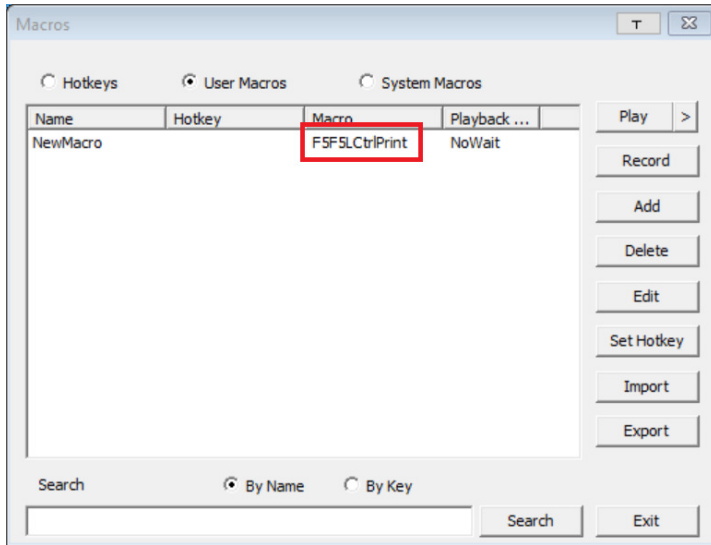 Macros
T
Hotkeys User Macros System Macros
Name Hotkey Macro Playback ...
NewMacro F5F5LCtrlPrint NoWait
Play >
Record
Add
Delete
Edit
Set Hotkey
Import
Export
Search By Name By Key
Search Exit